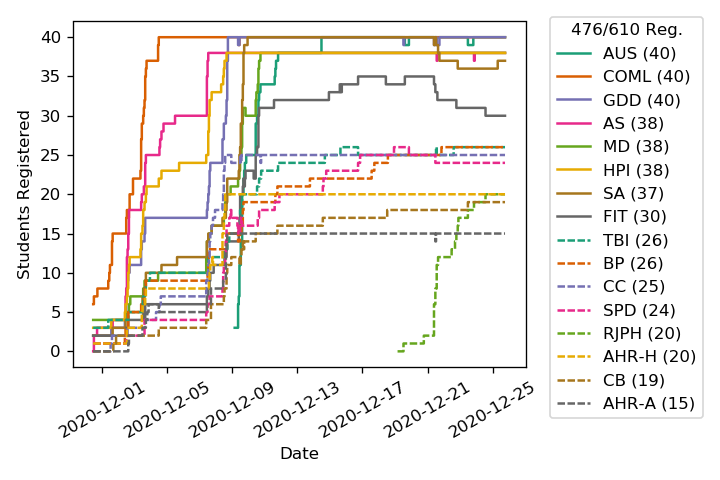 Students Registered
40
35
30
25
20
15
10
5
0
2020-12-01
2020-12-05
2020-12-09
2020-12-13
2020-12-17
2020-12-21
2020-12-25
Date
476/610 Reg.
AUS (40)
COML (40)
GDD (40)
AS (38)
MD (38)
HPI (38)
SA (37)
FIT (30)
TBI (26)
BP (26)
CC (25)
SPD (24)
RJPH (20)
AHR-H (20)
CB (19)
AHR-A (15)